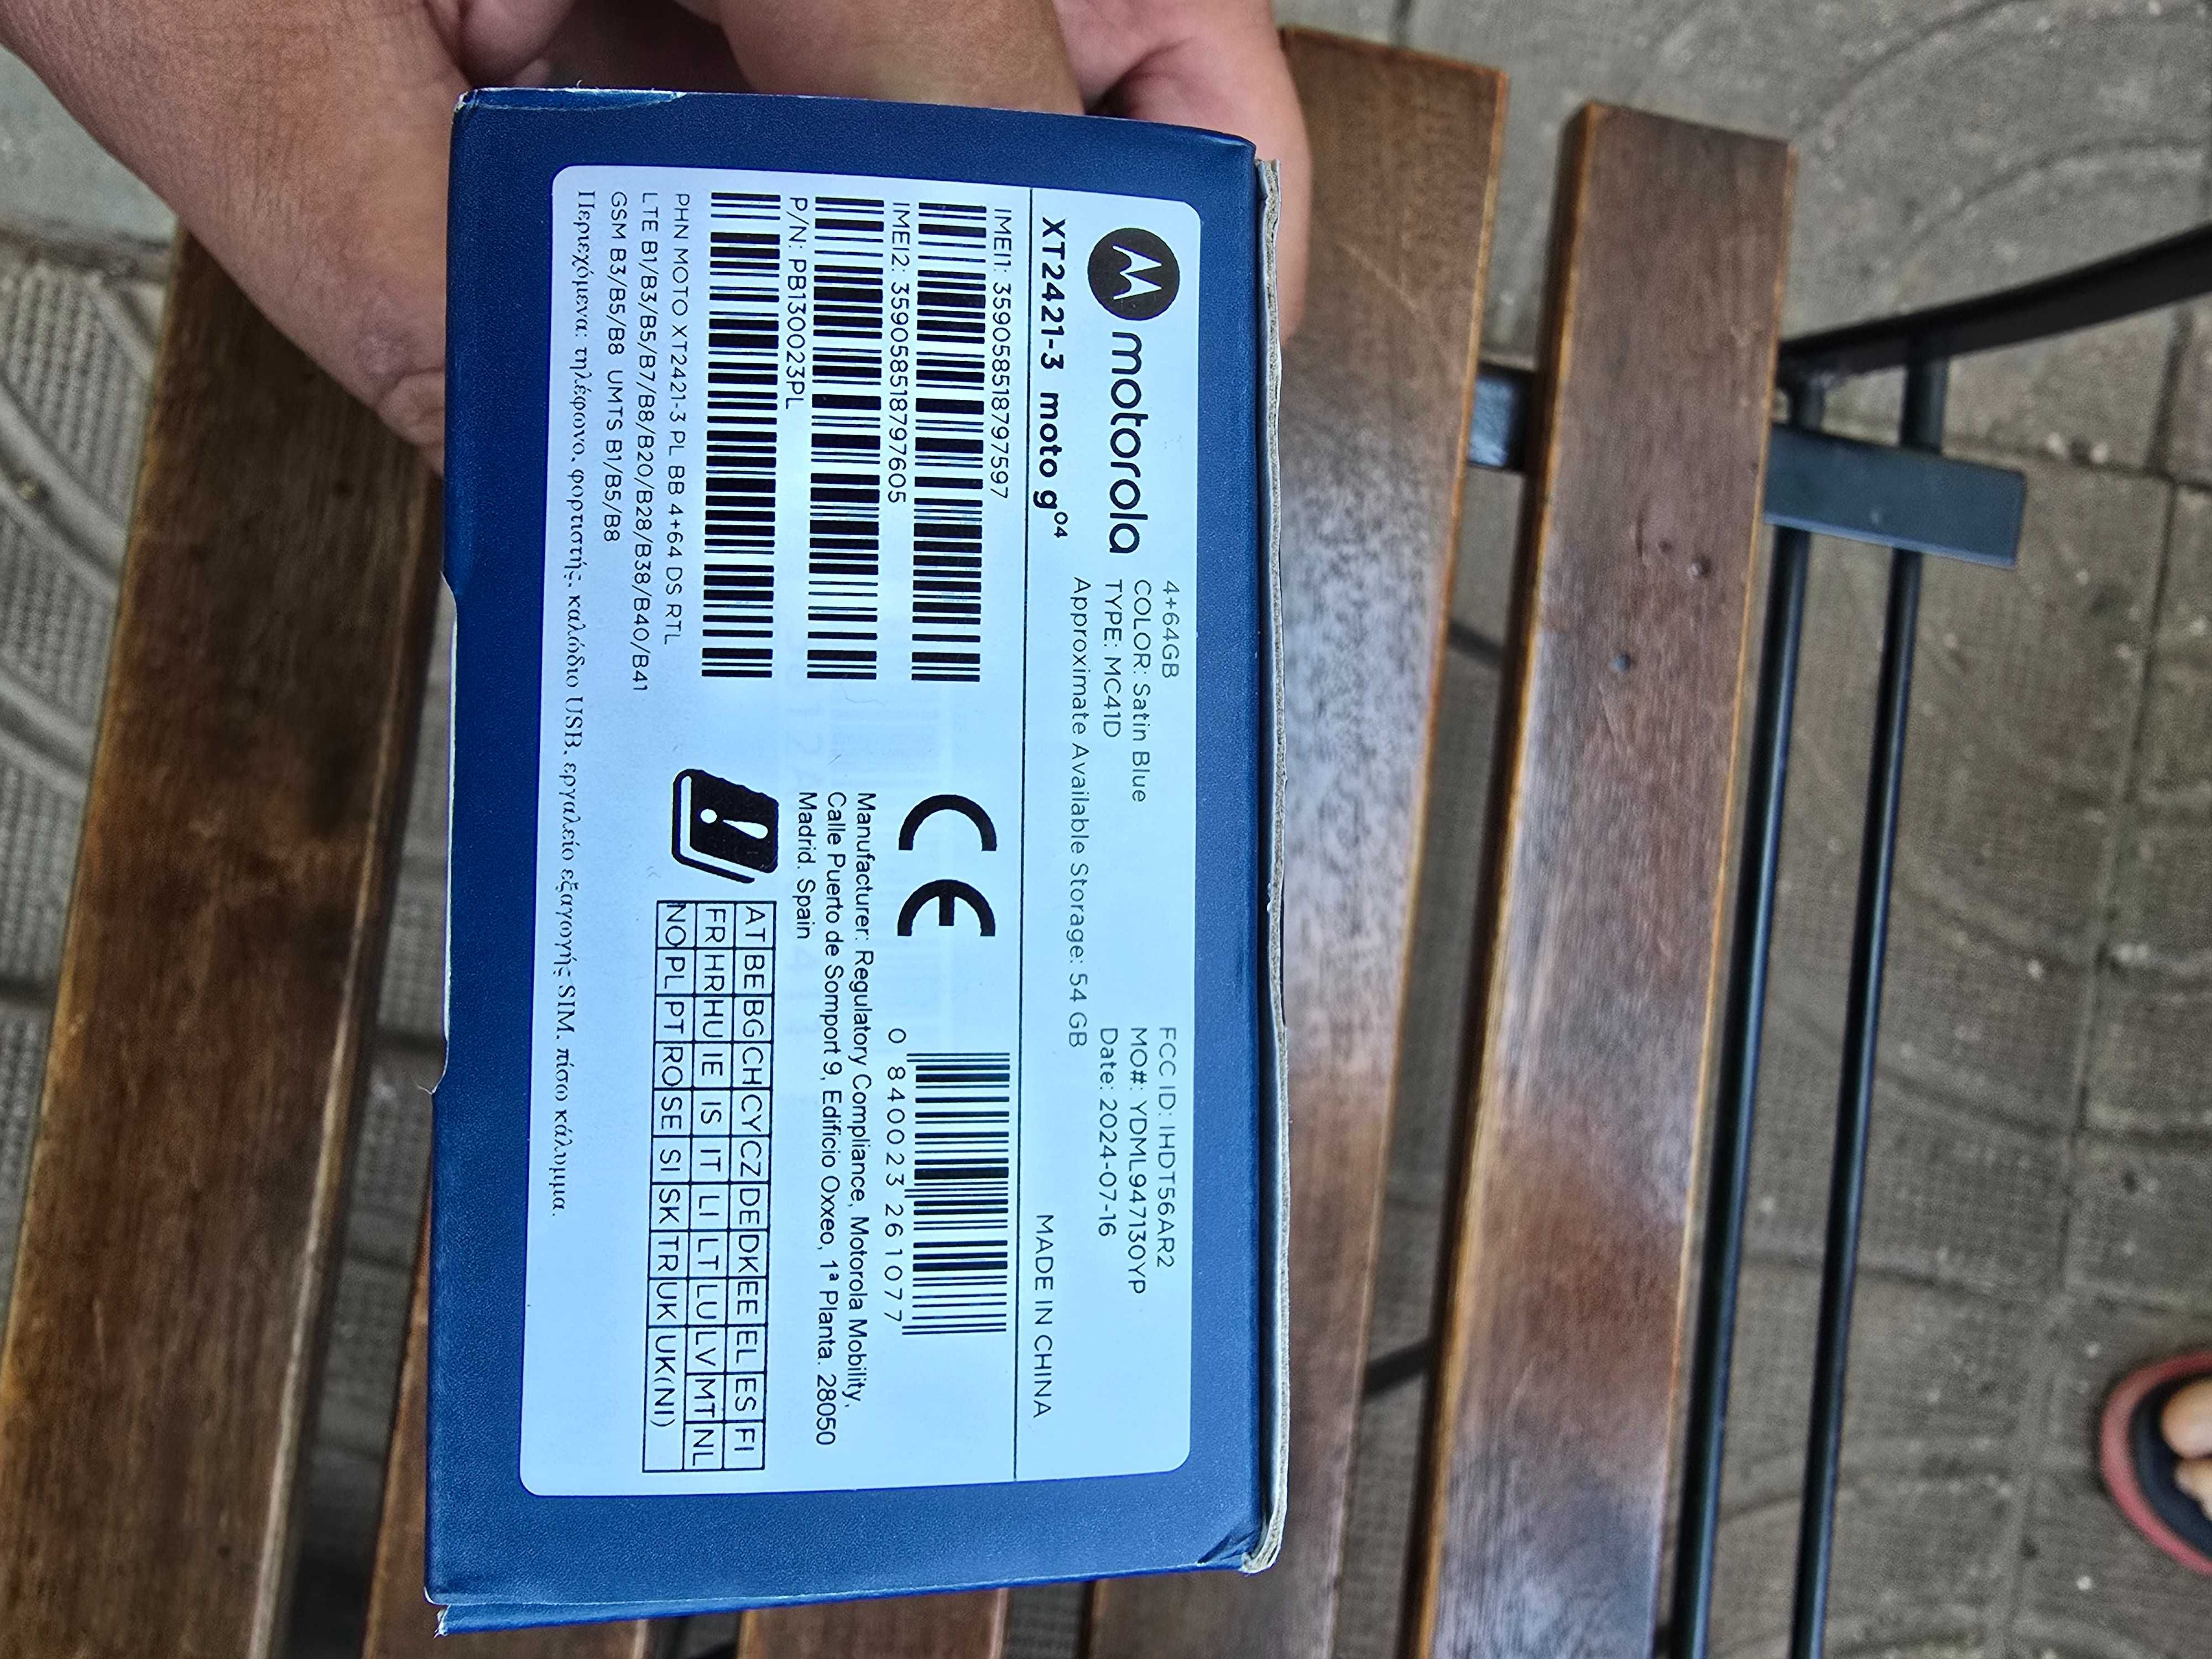 motorola
4+64GB
COLOR: Satin Blue
TYPE: MC41D
Approximate Available Storage: 54 GB
FCC ID: IHDT56AR2
MO#: YDML947130YP
Date: 2024-07-16
XT2421-3 moto g04
MADE IN CHINA
IMEI1: 359058518797597
IMEI2: 359058518797605
P/N: PB130023PL
PHN MOTO XT2421-3 PL BB 4+64 DS RTL
LTE B1/B3/B5/B7/B8/B20/B28/B38/B40/B41
GSM B3/B5/B8 UMTS B1/B5/B8
CE
0 840023 261077
Manufacturer: Regulatory Compliance, Motorola Mobility,
Calle Puerto de Somport 9, Edificio Oxxeo, 1ª Planta. 28050
Madrid. Spain
AT BE BG CH CY CZ DE DK EE EL ES FI
FR HR HU IE IS IT LI LT LU LV MT NL
NO PL PT RO SE SI SK TR UK UK(NI)
Περιεχόμενα: τηλέφωνο, φορτιστής, καλώδιο USB, εργαλείο εξαγωγής SIM, πίσω κάλυμμα.